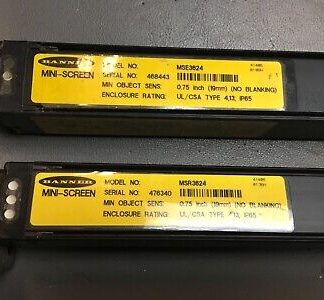 BANNER
MINI-SCREEN
MODEL NO: MSE3624
SERIAL NO: 468443
MIN OBJECT SENS: 0.75 inch (19mm) (NO BLANKING)
ENCLOSURE RATING: UL/CSA TYPE 4,13; IP65
BANNER
MINI-SCREEN
MODEL NO: MSR3624
SERIAL NO: 476340
MIN OBJECT SENS: 0.75 inch (19mm) (NO BLANKING)
ENCLOSURE RATING: UL/CSA TYPE 4,13; IP65